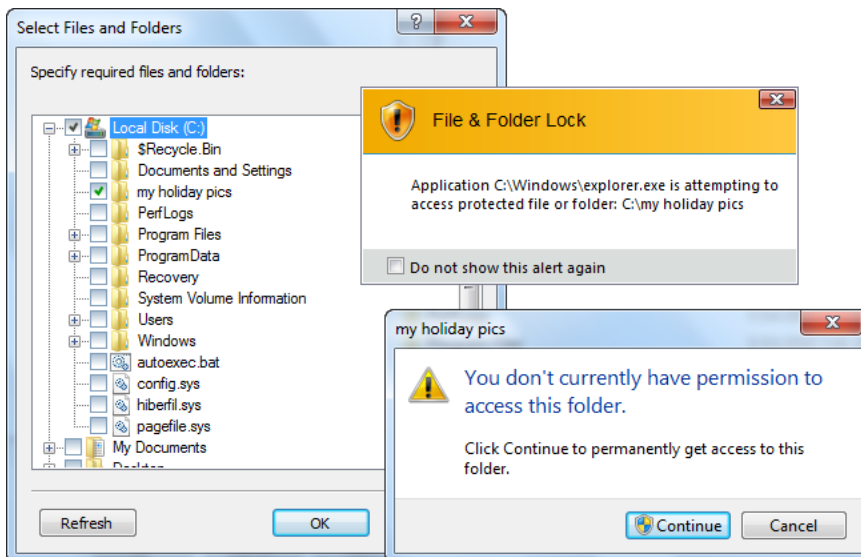 Select Files and Folders
Specify required files and folders:
Local Disk (C:)
$Recycle.Bin
Documents and Settings
my holiday pics
PerfLogs
Program Files
ProgramData
Recovery
System Volume Information
Users
Windows
autoexec.bat
config.sys
hiberfil.sys
pagefile.sys
My Documents
Desktop
Refresh
OK
File & Folder Lock
Application C:\Windows\explorer.exe is attempting to
access protected file or folder: C:\my holiday pics
Do not show this alert again
my holiday pics
You don't currently have permission to
access this folder.
Click Continue to permanently get access to this
folder.
Continue
Cancel